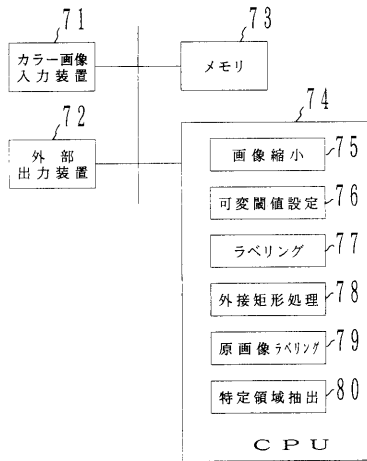 71
カラー画像
入力装置
72
外部
出力装置
73
メモリ
74
画像縮小
75
可変閾値設定
76
ラベリング
77
外接矩形処理
78
原画像ラベリング
79
特定領域抽出
80
CPU